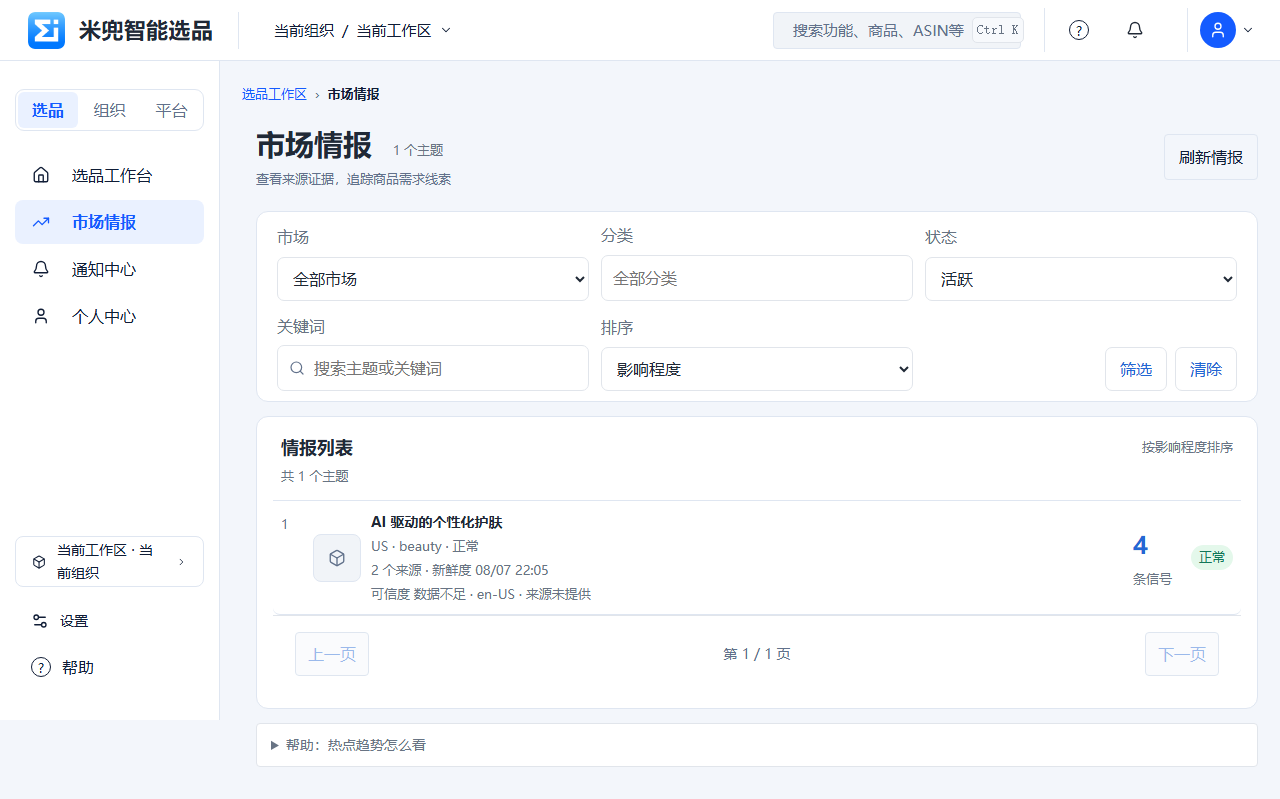 米兜智能选品
当前组织 / 当前工作区
搜索功能、商品、ASIN等 Ctrl K
选品 组织 平台
选品工作台
市场情报
通知中心
个人中心
当前工作区 · 当
前组织
设置
帮助
选品工作区 › 市场情报
市场情报 1 个主题
查看来源证据，追踪商品需求线索
刷新情报
市场 分类 状态
全部市场 全部分类 活跃
关键词 排序
搜索主题或关键词 影响程度 筛选 清除
情报列表 按影响程度排序
共 1 个主题
1 AI 驱动的个性化护肤
US · beauty · 正常
2 个来源 · 新鲜度 08/07 22:05
可信度 数据不足 · en-US · 来源未提供
4
条信号
正常
上一页 第 1 / 1 页 下一页
帮助：热点趋势怎么看